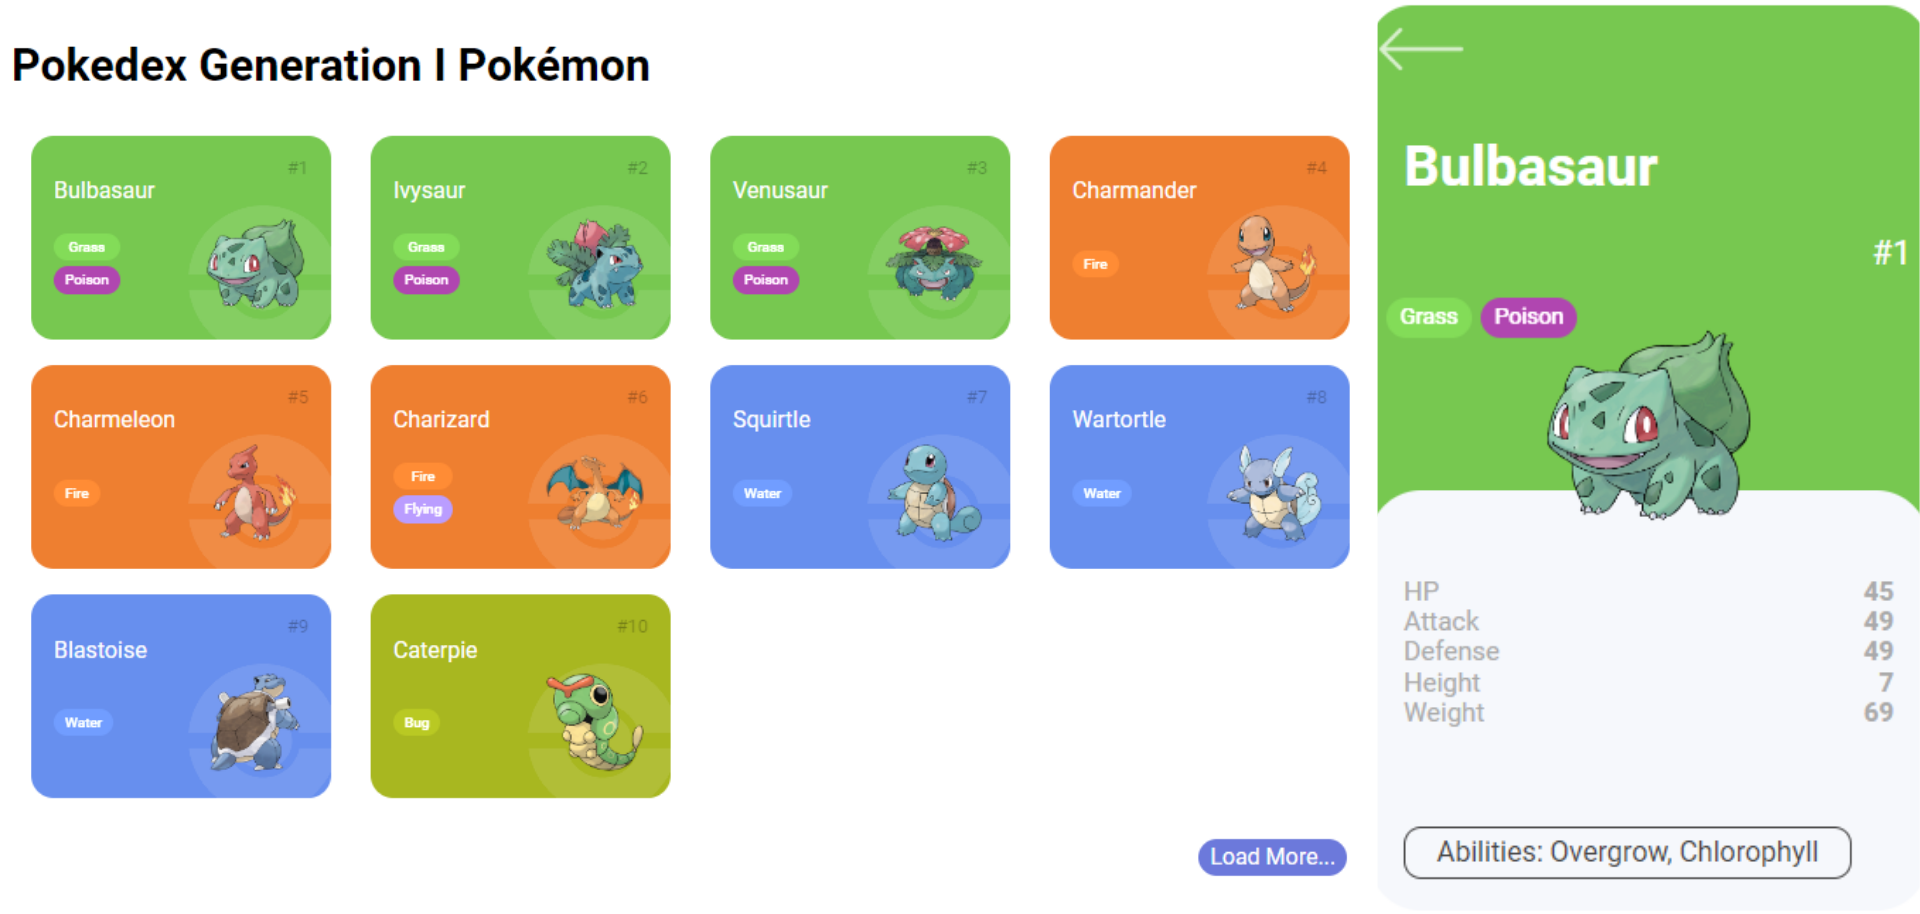 Pokedex Generation I Pokémon
#1
Bulbasaur
Grass
Poison
#2
Ivysaur
Grass
Poison
#3
Venusaur
Grass
Poison
#4
Charmander
Fire
#5
Charmeleon
Fire
#6
Charizard
Fire
Flying
#7
Squirtle
Water
#8
Wartortle
Water
#9
Blastoise
Water
#10
Caterpie
Bug
Load More...
Bulbasaur
#1
Grass Poison
HP 45
Attack 49
Defense 49
Height 7
Weight 69
Abilities: Overgrow, Chlorophyll